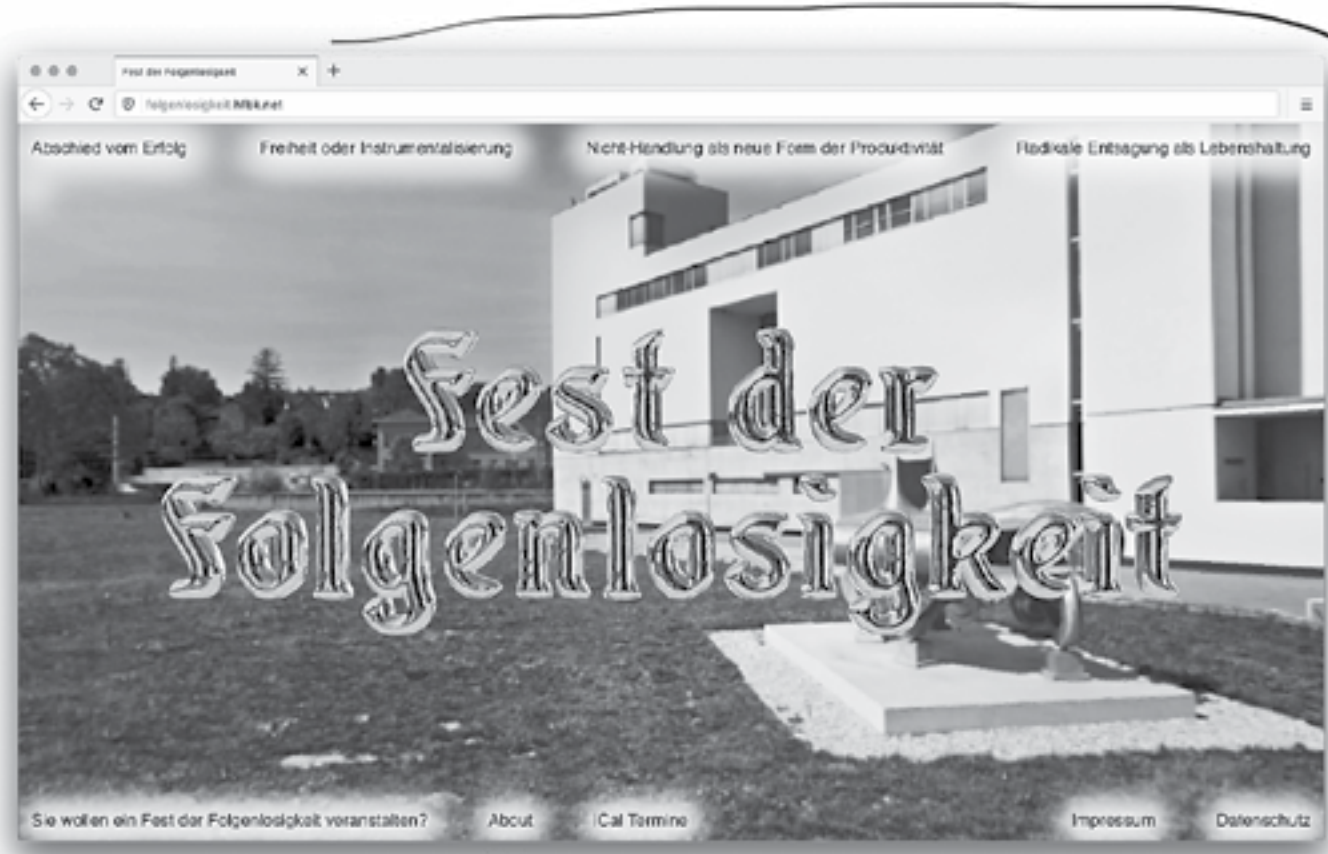 Fest der Folgenlosigkeit
folgenlosigkeit.hfbk.net
Abschied vom Erfolg
Freiheit oder Instrumentalisierung
Nicht-Handlung als neue Form der Produktivität
Radikale Entsagung als Lebenshaltung
Fest der
Folgenlosigkeit
Sie wollen ein Fest der Folgenlosigkeit veranstalten?
About
iCal Termine
Impressum
Datenschutz